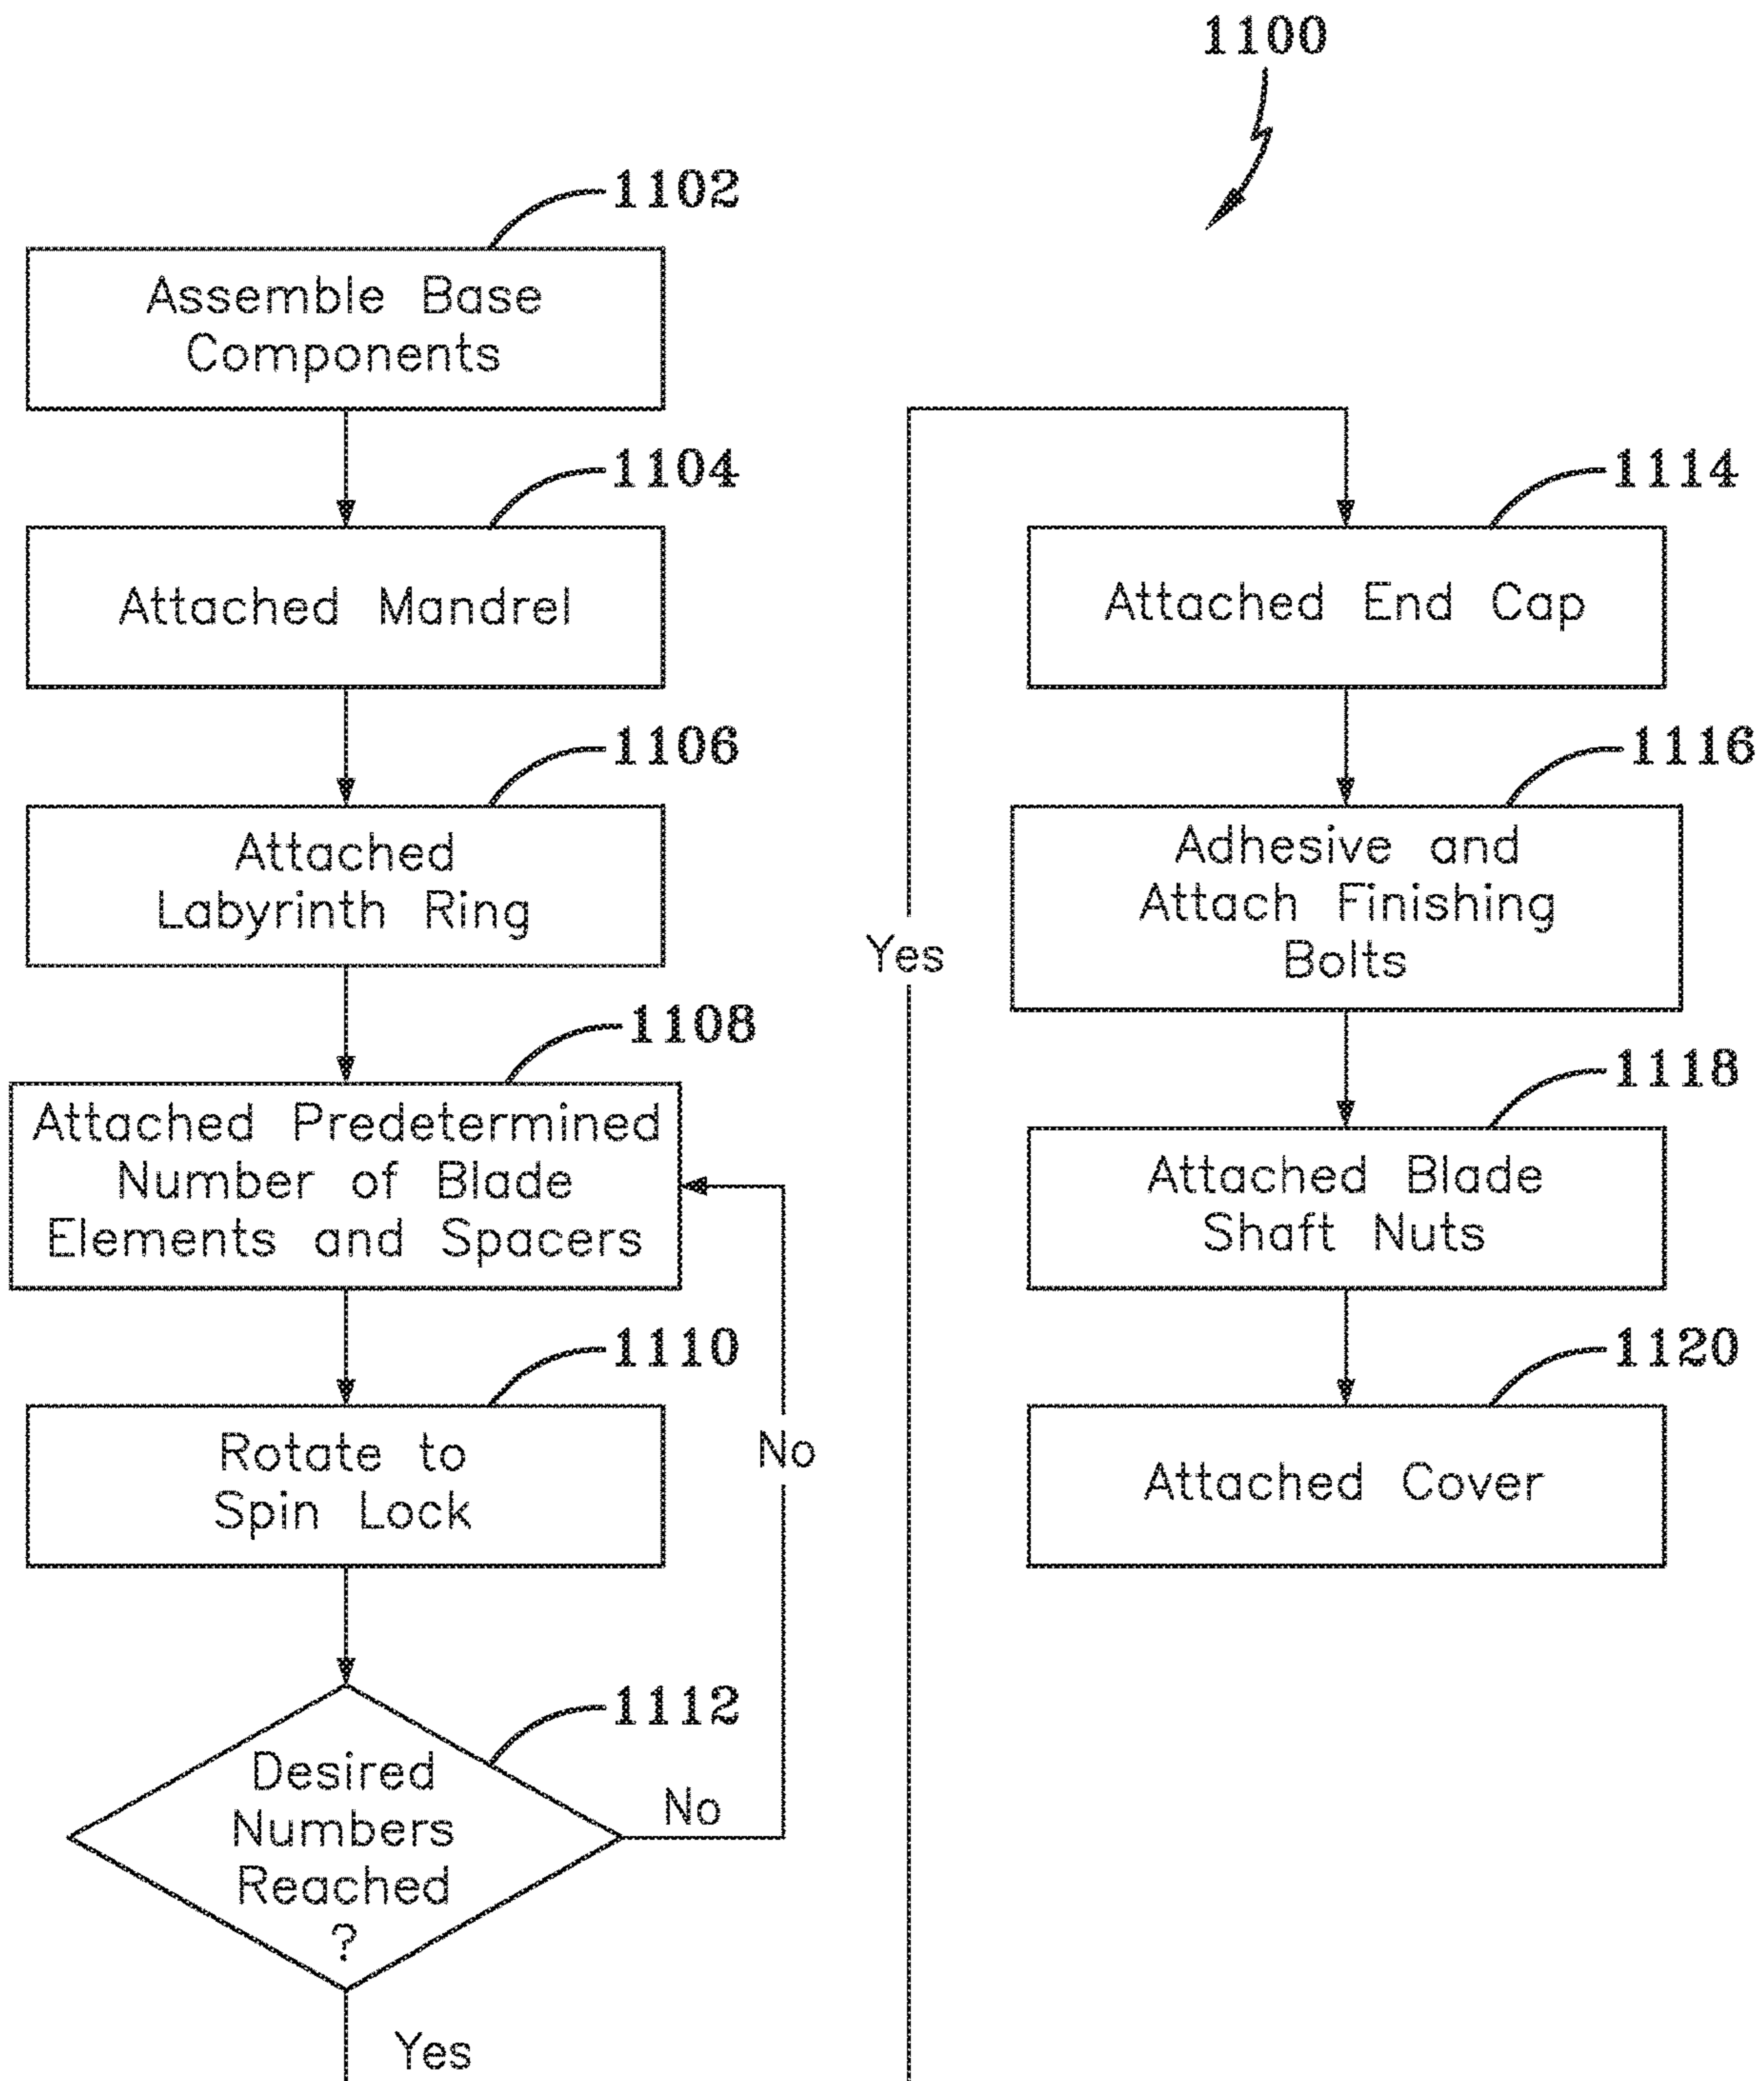 1100
1102
Assemble Base
Components
1104
Attached Mandrel
1106
Attached
Labyrinth Ring
1108
Attached Predetermined
Number of Blade
Elements and Spacers
1110
Rotate to
Spin Lock
No
1112
Desired
Numbers
Reached
?
No
Yes
Yes
1114
Attached End Cap
1116
Adhesive and
Attach Finishing
Bolts
1118
Attached Blade
Shaft Nuts
1120
Attached Cover